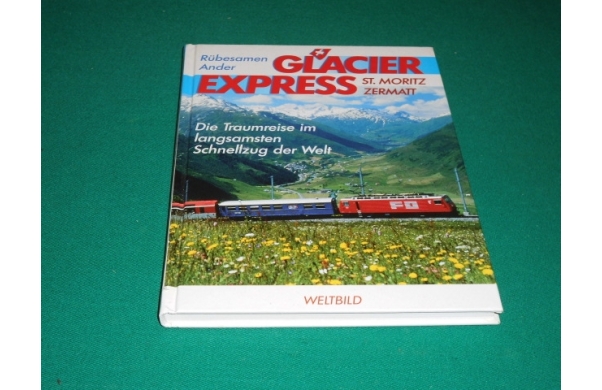 Rübesamen
Ander
GLACIER
EXPRESS
ST. MORITZ
ZERMATT
Die Traumreise im
langsamsten
Schnellzug der Welt
FO
WELTBILD